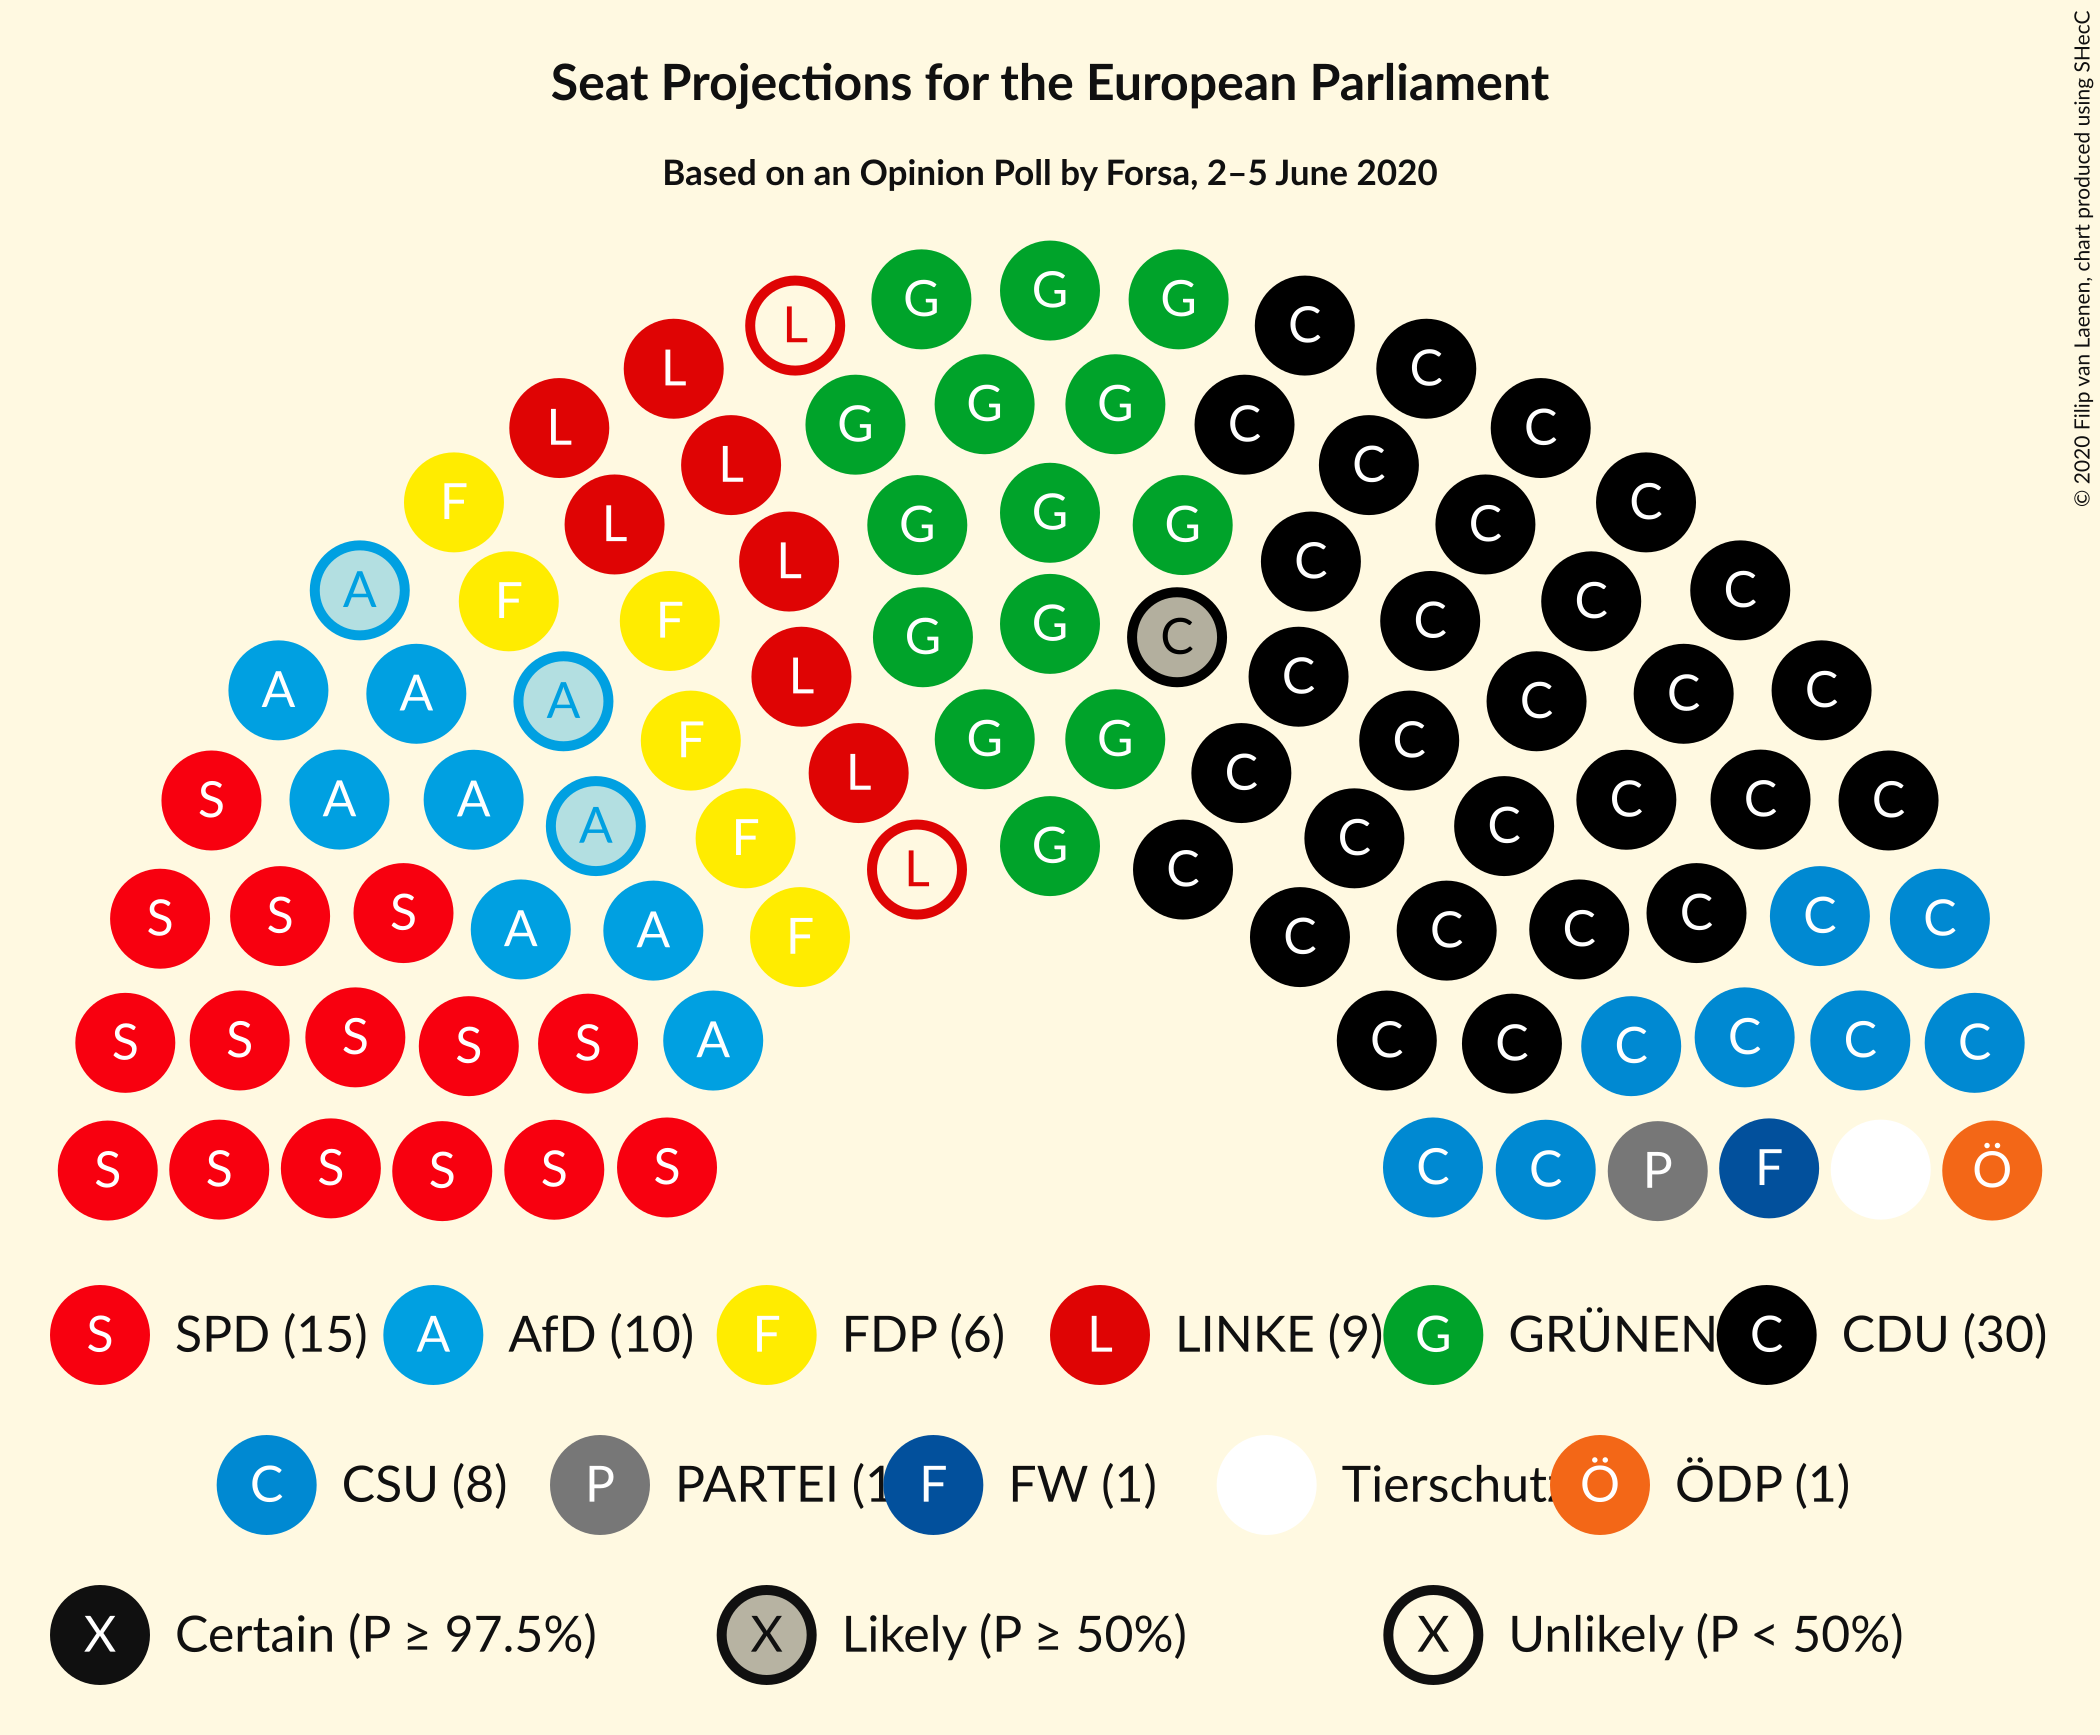 Seat Projections for the European Parliament
Based on an Opinion Poll by Forsa, 2–5 June 2020
© 2020 Filip van Laenen, chart produced using SHecC
G G G
L C
L C
G G G C
L C
L C
F L G G G C C
L C
A C
F C
F G C
G C
L C
A A A C C C
F G G C
L C
S A A C C C
A C
F G C
L C
S S S A A F C C C C C C
S S S S S A C C C C C C
S S S S S S C C P F Ö
S SPD (15) A AfD (10) F FDP (6) L LINKE (9) G GRÜNEN C CDU (30)
C CSU (8) P PARTEI (1 F FW (1) Tierschutz Ö ÖDP (1)
X Certain (P ≥ 97.5%) X Likely (P ≥ 50%) X Unlikely (P < 50%)